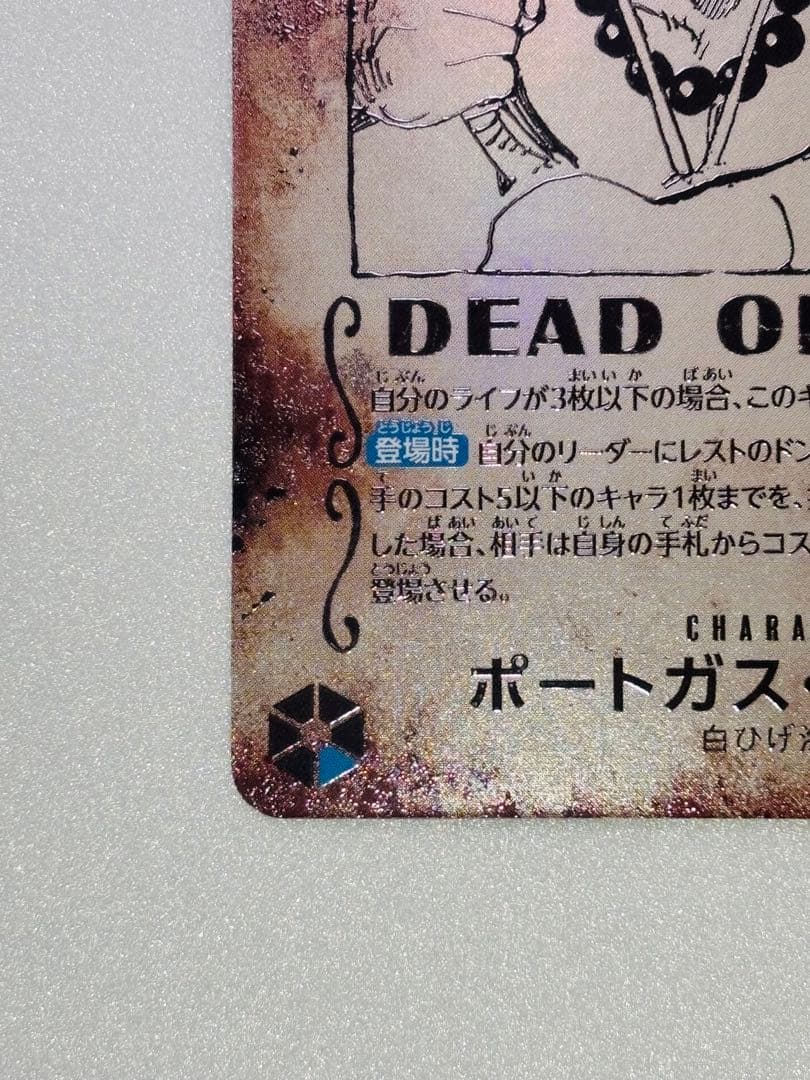 DEAD O
自分のライフが3枚以下の場合、このキ
登場時 自分のリーダーにレストのドン
手のコスト5以下のキャラ1枚までを、
した場合、相手は自身の手札からコス
登場させる。
CHARA
ポートガス・
白ひげ